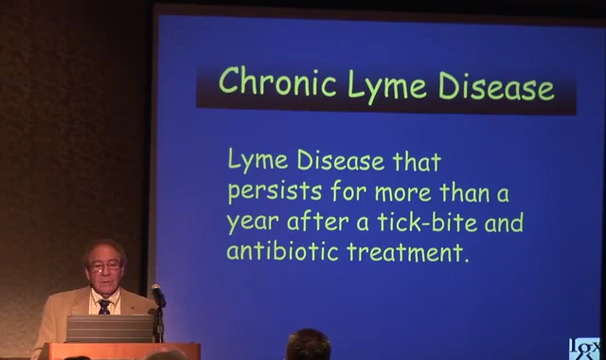 Chronic Lyme Disease
Lyme Disease that
persists for more than a
year after a tick-bite and
antibiotic treatment.